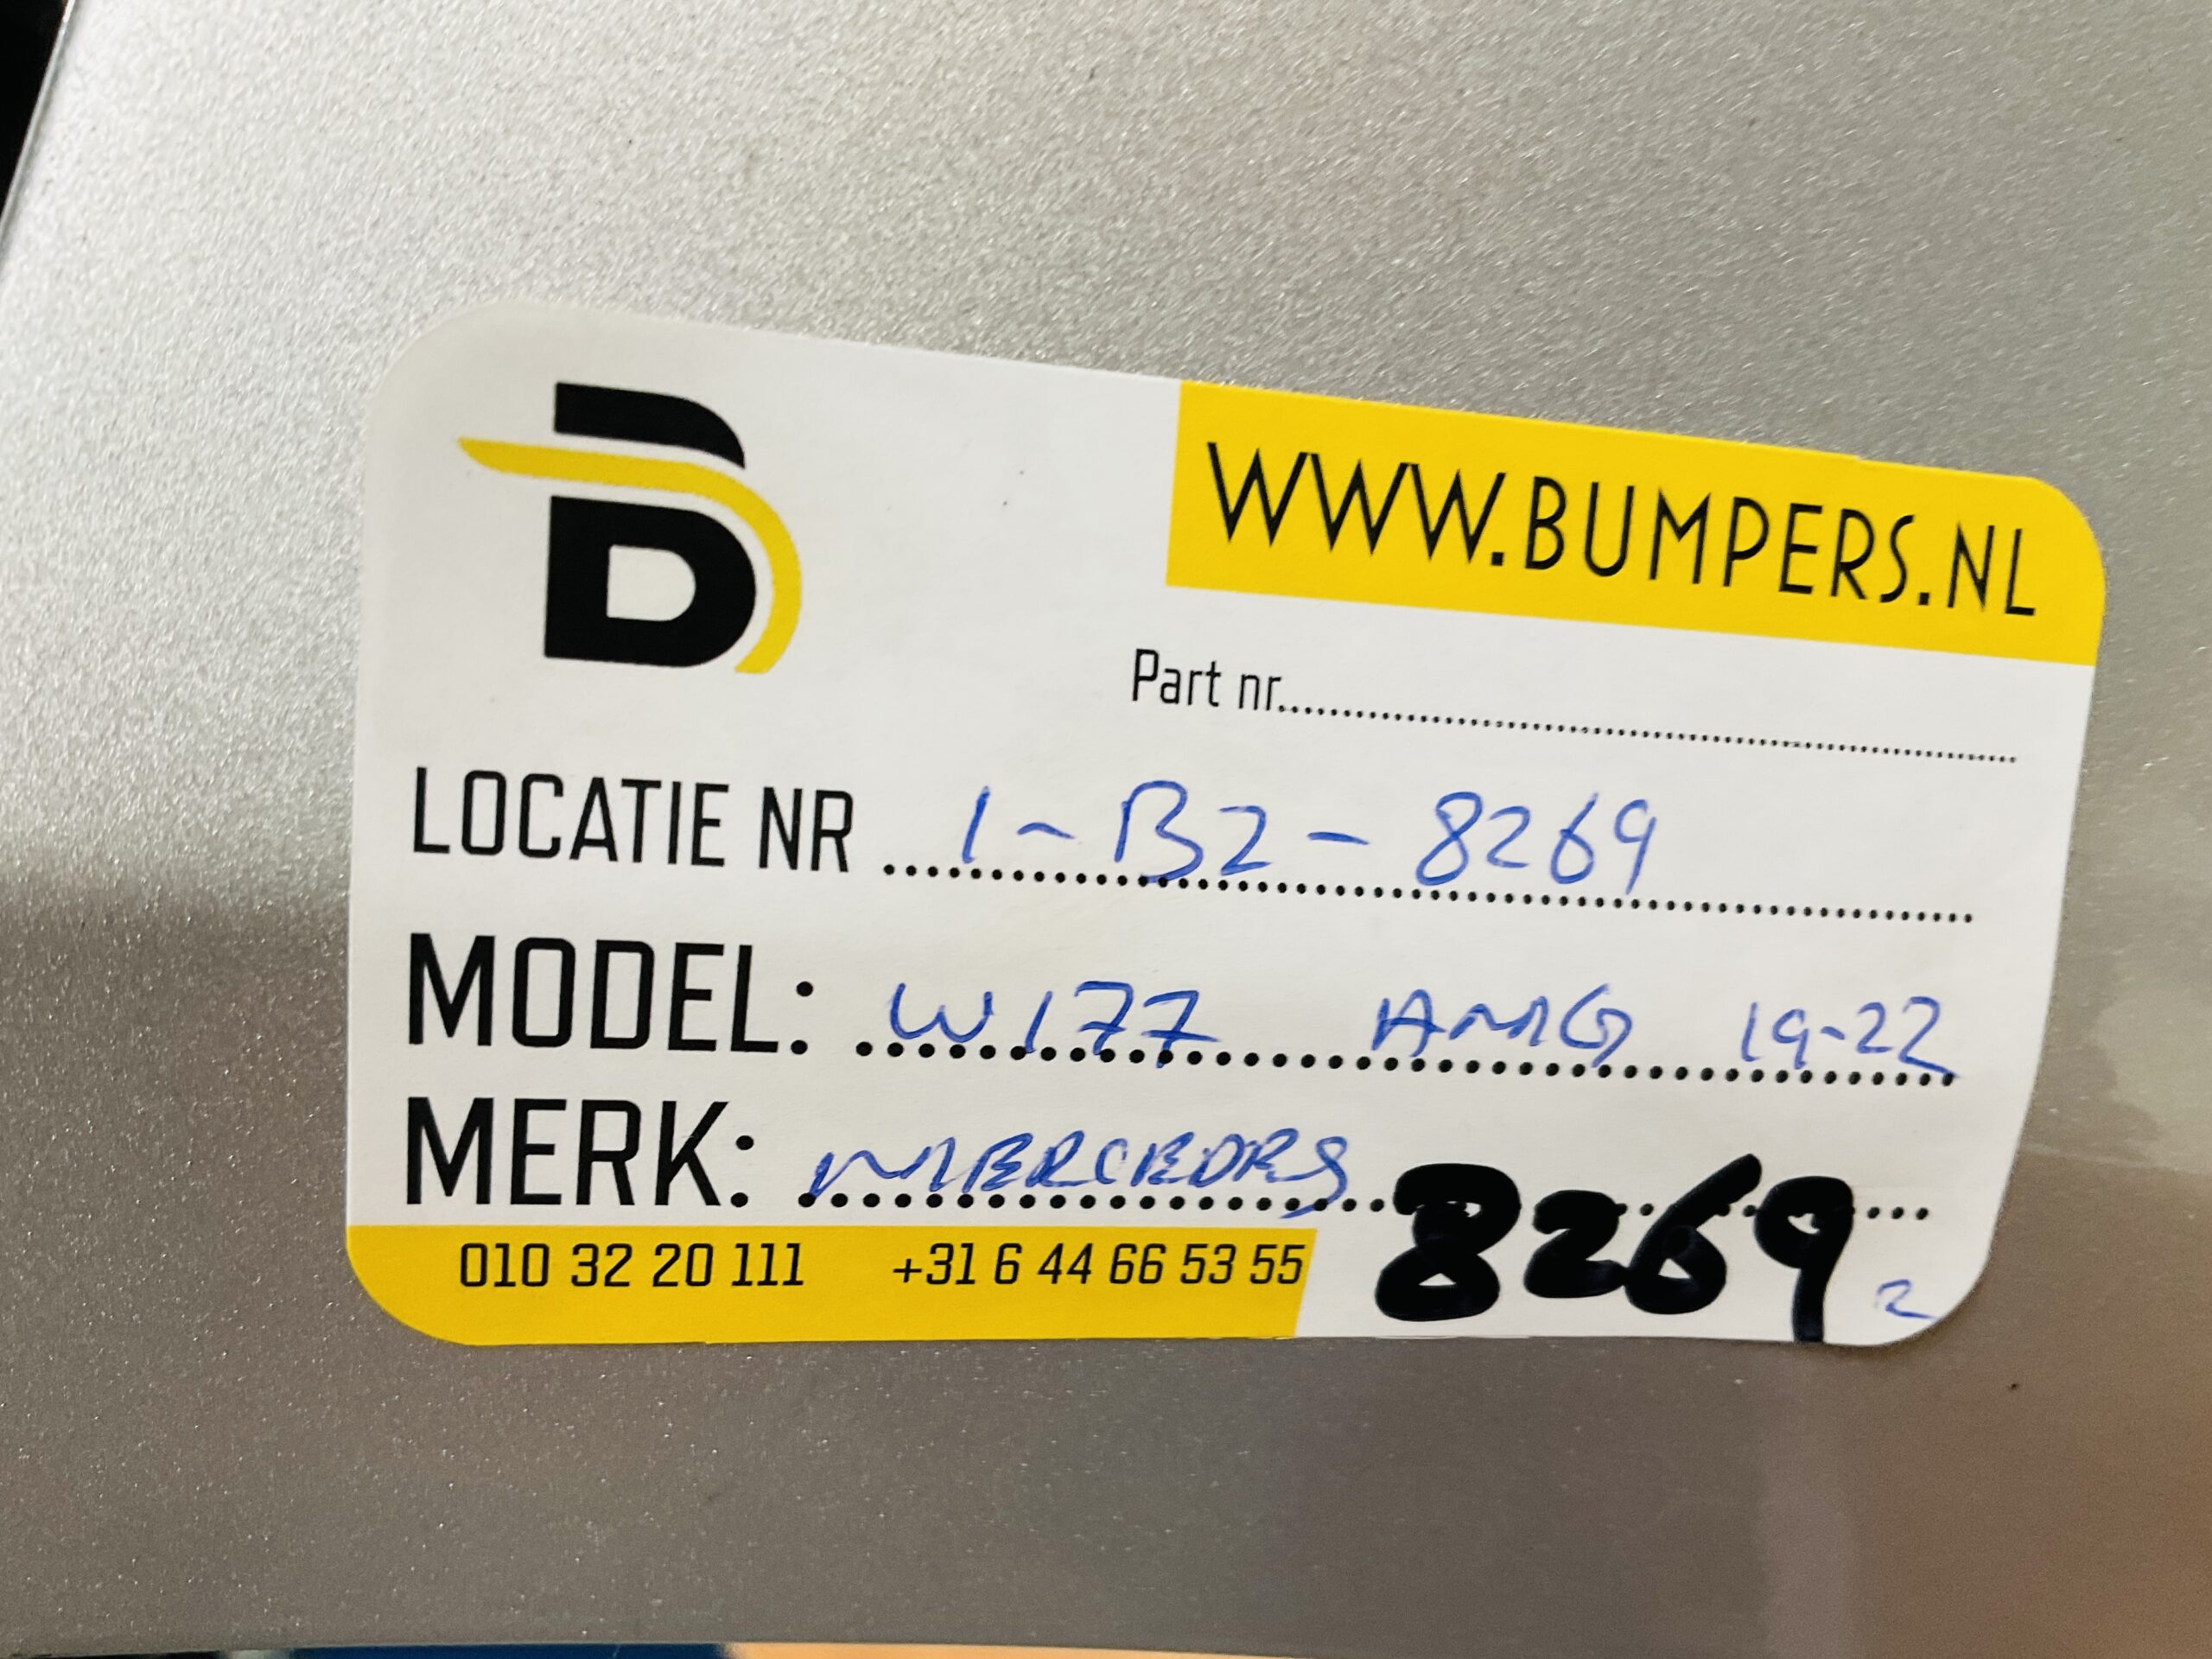 B
WWW.BUMPERS.NL
Part nr.
LOCATIE NR 1-B2-8269
MODEL: W177 AMG 19-22
MERK: MERCEDES
8269
2
010 32 20 111 +31 6 44 66 53 55